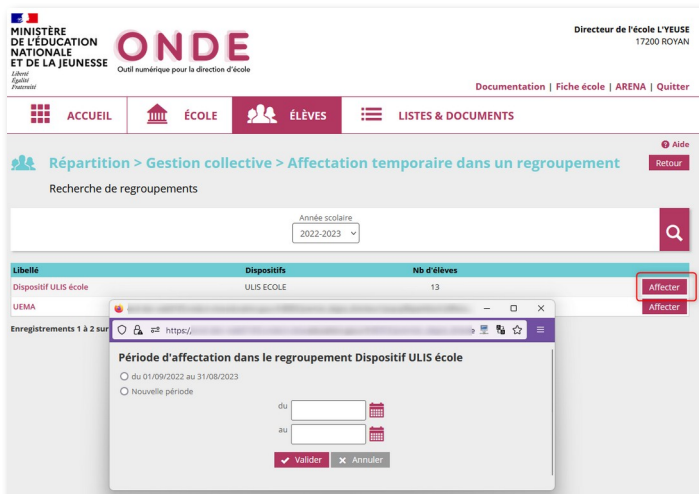 MINISTÈRE
DE L'ÉDUCATION
NATIONALE
ET DE LA JEUNESSE
Liberté
Égalité
Fraternité
ONDE
Outil numérique pour la direction d'école
Directeur de l'école L'YEUSE
17200 ROYAN
Documentation | Fiche école | ARENA | Quitter
ACCUEIL ÉCOLE ÉLÈVES LISTES & DOCUMENTS
Aide
Répartition > Gestion collective > Affectation temporaire dans un regroupement Retour
Recherche de regroupements
Année scolaire
2022-2023
Libellé Dispositifs Nb d'élèves
Dispositif ULIS école ULIS ECOLE 13 Affecter
UEMA Affecter
Enregistrements 1 à 2 sur
https:/
Période d'affectation dans le regroupement Dispositif ULIS école
du 01/09/2022 au 31/08/2023
Nouvelle période
du
au
Valider Annuler